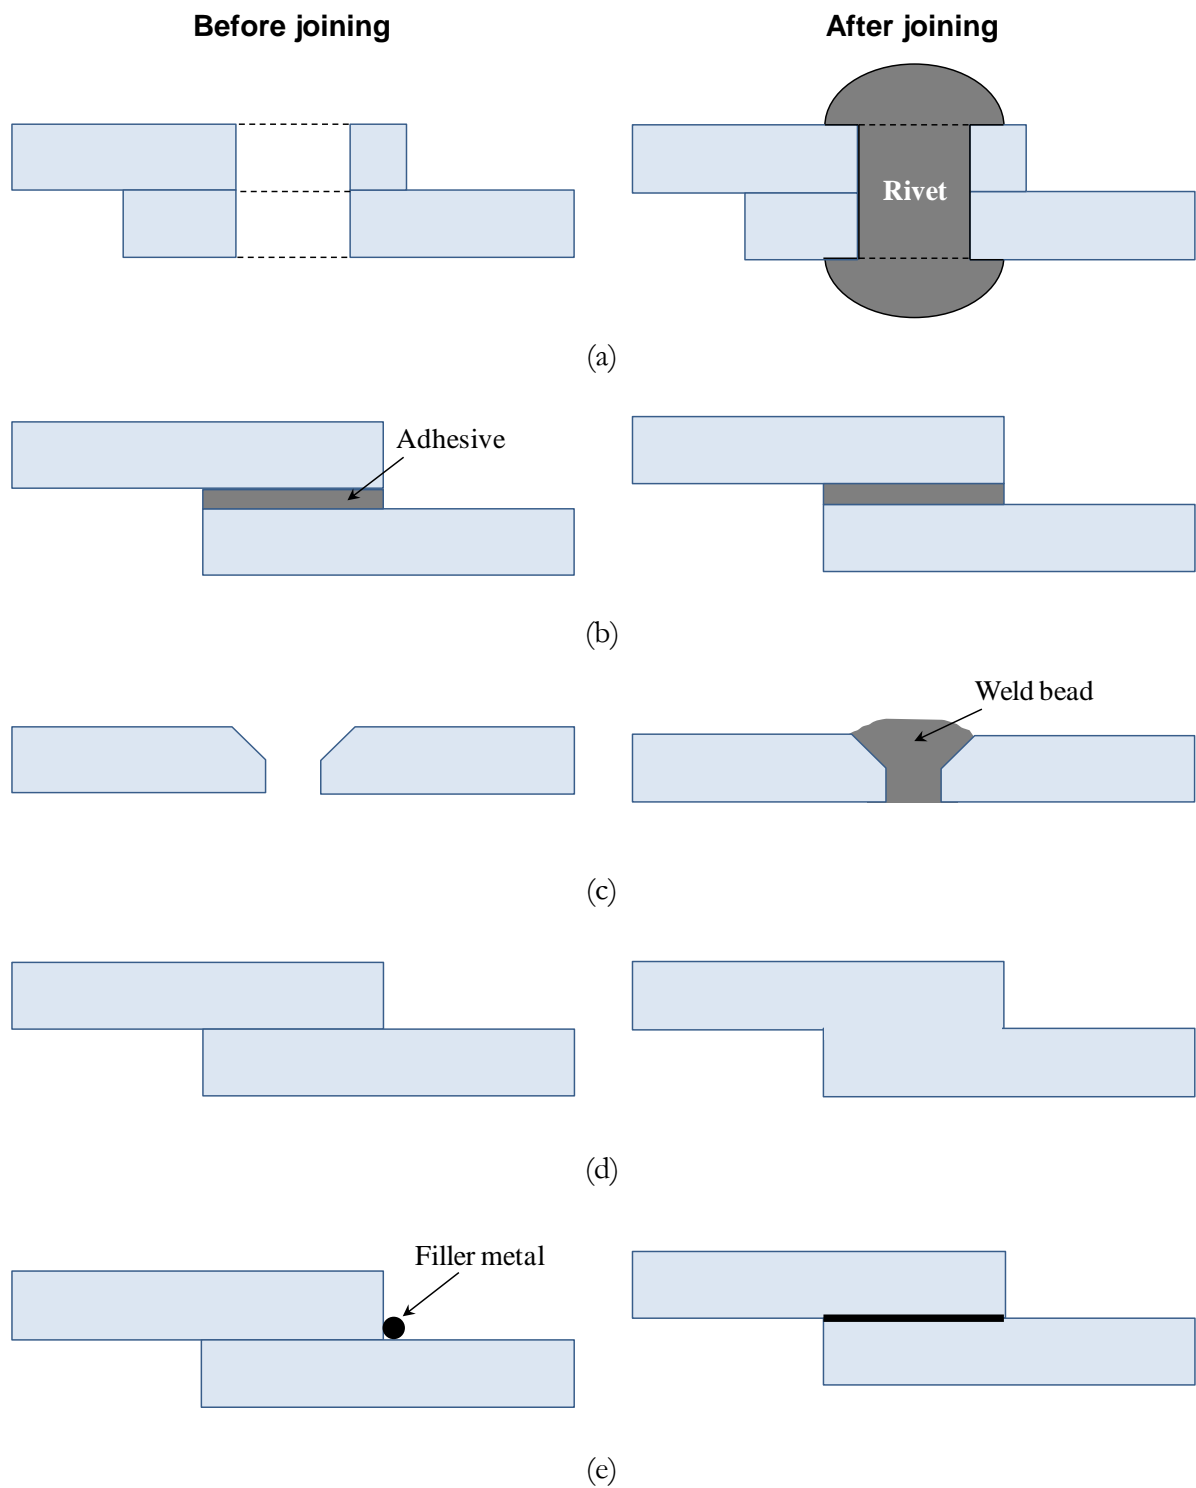 Before joining
After joining
Rivet
(a)
Adhesive
(b)
Weld bead
(c)
(d)
Filler metal
(e)